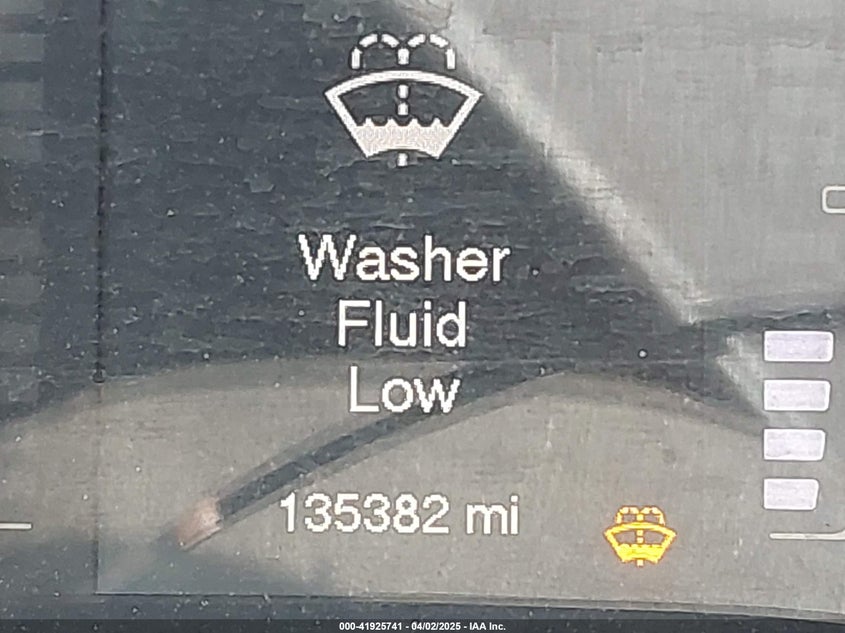 Washer
Fluid
Low
135382 mi
000-41925741 - 04/02/2025 - IAA Inc.